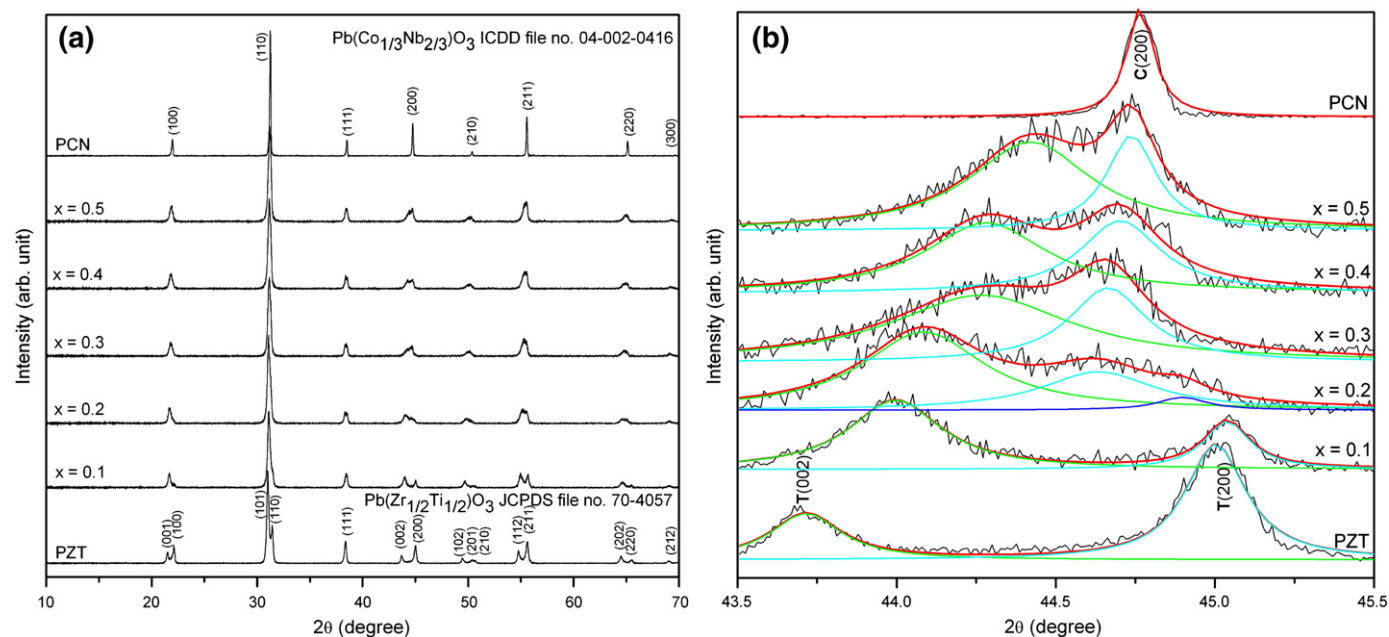 (a)
Pb(Co1/3Nb2/3)O3 ICDD file no. 04-002-0416
(110)
(100)
(111)
(200)
(210)
(211)
(220)
(300)
PCN
x = 0.5
x = 0.4
x = 0.3
x = 0.2
x = 0.1
Pb(Zr1/2Ti1/2)O3 JCPDS file no. 70-4057
PZT
(001)
(100)
(101)
(110)
(111)
(002)
(200)
(102)
(201)
(210)
(112)
(211)
(202)
(220)
(212)
Intensity (arb. unit)
10 20 30 40 50 60 70
2θ (degree)
(b)
C(200)
PCN
x = 0.5
x = 0.4
x = 0.3
x = 0.2
x = 0.1
T(002)
T(200)
PZT
Intensity (arb. unit)
43.5 44.0 44.5 45.0 45.5
2θ (degree)